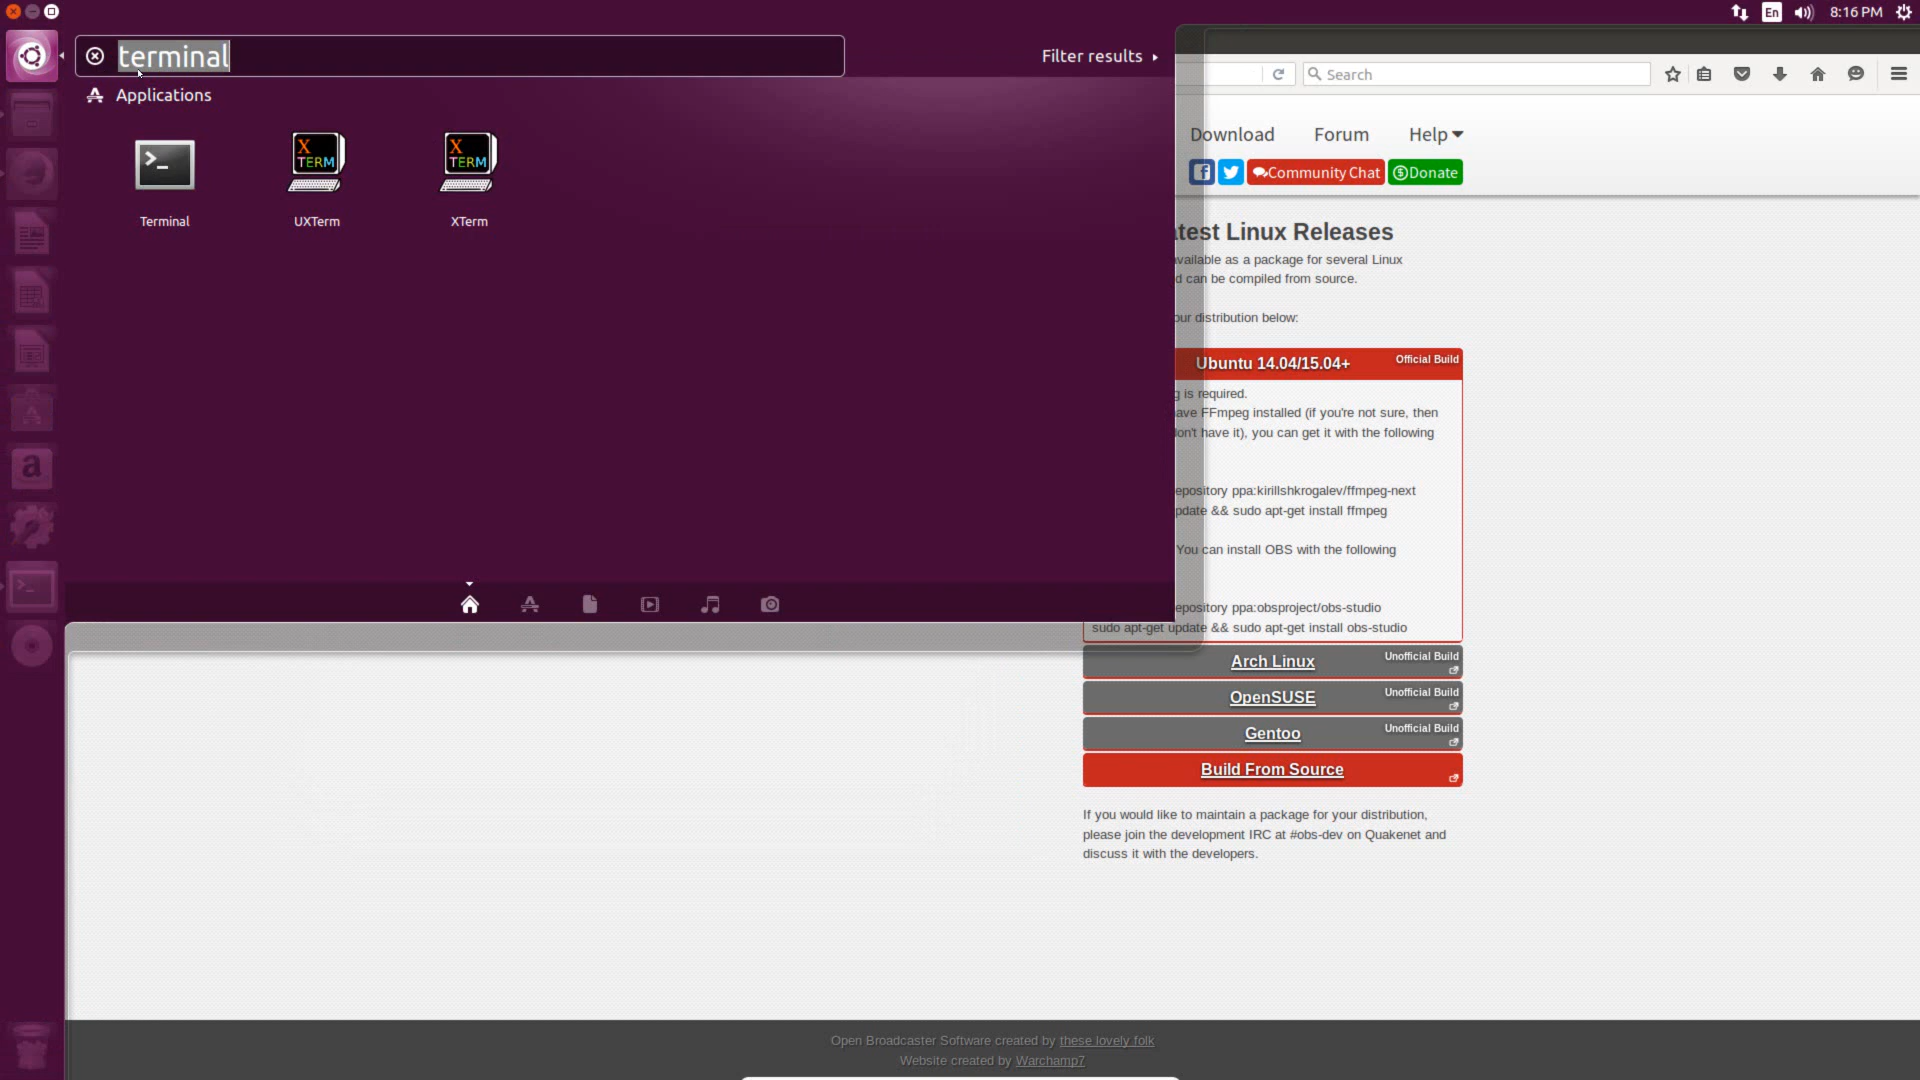 En
8:16 PM
terminal
Filter results
Search
Applications
X
TERM
X
TERM
Terminal
UXTerm
XTerm
Download
Forum
Help
Community Chat
Donate
test Linux Releases
available as a package for several Linux
d can be compiled from source.
our distribution below:
Ubuntu 14.04/15.04+
Official Build
g is required.
have FFmpeg installed (if you're not sure, then
don't have it), you can get it with the following
epository ppa:kirillshkrogalev/ffmpeg-next
pdate && sudo apt-get install ffmpeg
You can install OBS with the following
epository ppa:obsproject/obs-studio
sudo apt-get update && sudo apt-get install obs-studio
Arch Linux
Unofficial Build
OpenSUSE
Unofficial Build
Gentoo
Unofficial Build
Build From Source
If you would like to maintain a package for your distribution,
please join the development IRC at #obs-dev on Quakenet and
discuss it with the developers.
Open Broadcaster Software created by these lovely folk
Website created by Warchamp7